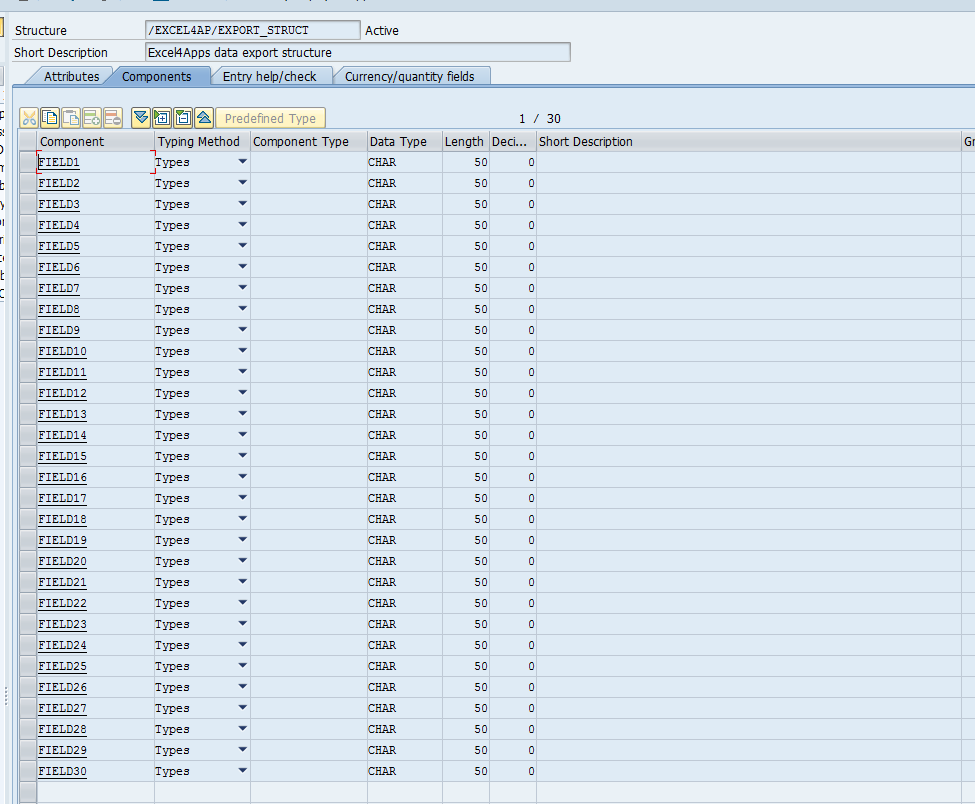 Structure /EXCEL4AP/EXPORT_STRUCT Active
Short Description Excel4Apps data export structure
Attributes Components Entry help/check Currency/quantity fields
Predefined Type 1 / 30
Component Typing Method Component Type Data Type Length Deci... Short Description
FIELD1 Types CHAR 50 0
FIELD2 Types CHAR 50 0
FIELD3 Types CHAR 50 0
FIELD4 Types CHAR 50 0
FIELD5 Types CHAR 50 0
FIELD6 Types CHAR 50 0
FIELD7 Types CHAR 50 0
FIELD8 Types CHAR 50 0
FIELD9 Types CHAR 50 0
FIELD10 Types CHAR 50 0
FIELD11 Types CHAR 50 0
FIELD12 Types CHAR 50 0
FIELD13 Types CHAR 50 0
FIELD14 Types CHAR 50 0
FIELD15 Types CHAR 50 0
FIELD16 Types CHAR 50 0
FIELD17 Types CHAR 50 0
FIELD18 Types CHAR 50 0
FIELD19 Types CHAR 50 0
FIELD20 Types CHAR 50 0
FIELD21 Types CHAR 50 0
FIELD22 Types CHAR 50 0
FIELD23 Types CHAR 50 0
FIELD24 Types CHAR 50 0
FIELD25 Types CHAR 50 0
FIELD26 Types CHAR 50 0
FIELD27 Types CHAR 50 0
FIELD28 Types CHAR 50 0
FIELD29 Types CHAR 50 0
FIELD30 Types CHAR 50 0